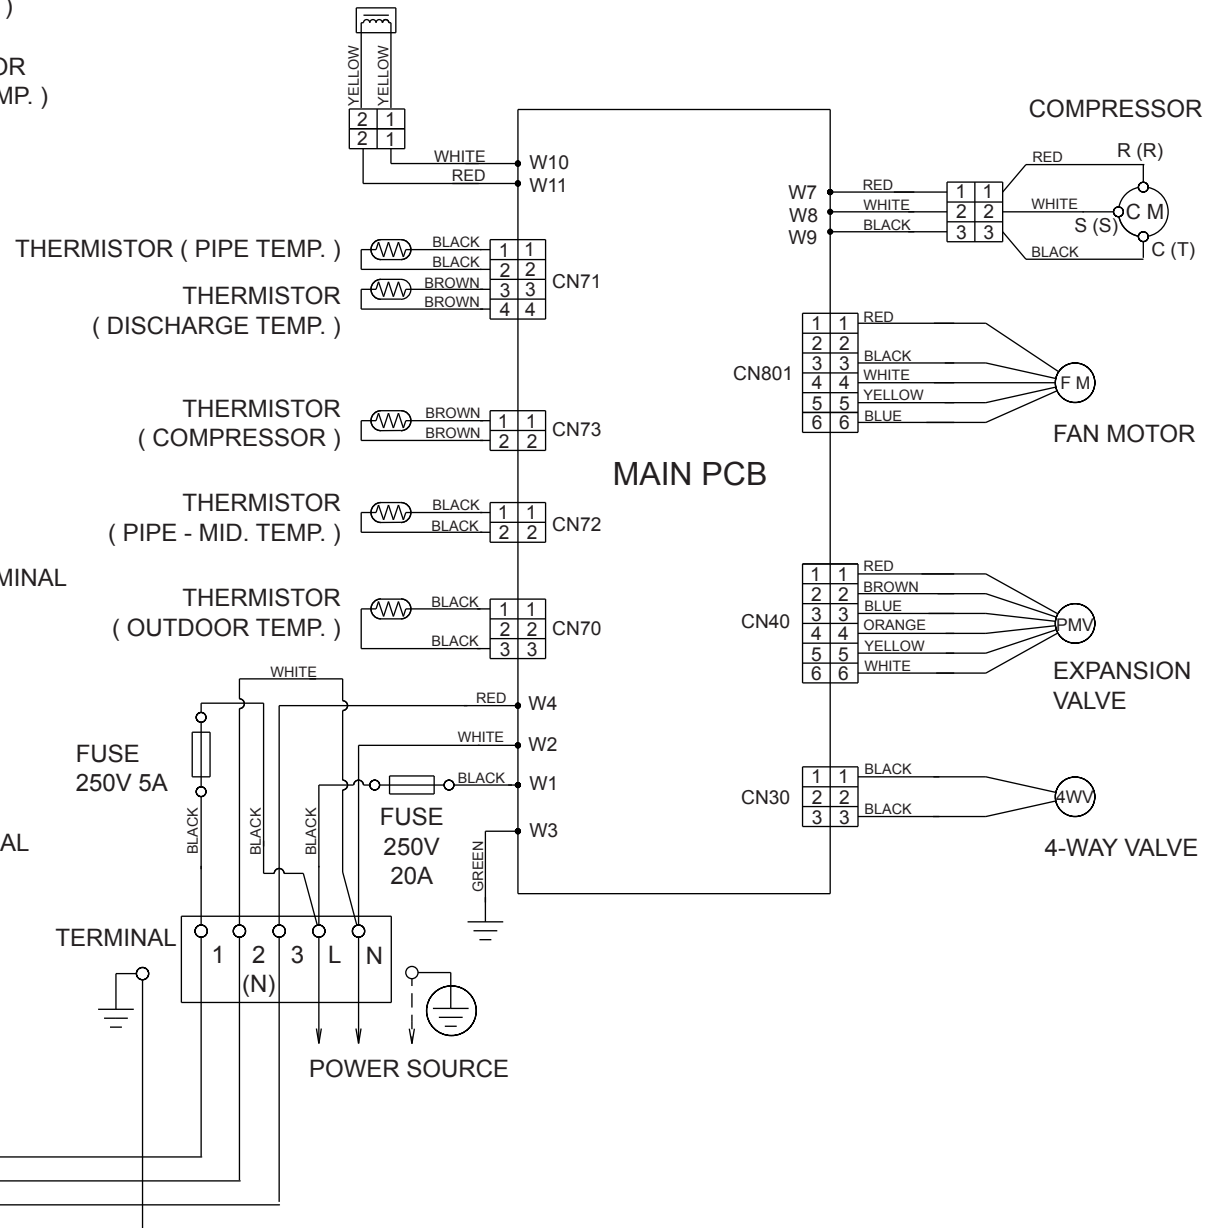 )
OR
MP. )
YELLOW
YELLOW
2 1
2 1
WHITE
RED
W10
W11
THERMISTOR ( PIPE TEMP. )
BLACK
BLACK
BROWN
BROWN
1 1
2 2
3 3
4 4
CN71
THERMISTOR
( DISCHARGE TEMP. )
THERMISTOR
( COMPRESSOR )
BROWN
BROWN
1 1
2 2
CN73
THERMISTOR
( PIPE - MID. TEMP. )
BLACK
BLACK
1 1
2 2
CN72
MINAL
THERMISTOR
( OUTDOOR TEMP. )
BLACK
BLACK
1 1
2 2
3 3
CN70
MAIN PCB
COMPRESSOR
W7
W8
W9
RED
WHITE
BLACK
1 1
2 2
3 3
RED
WHITE
BLACK
R (R)
S (S)
C (T)
C M
CN801
1 1
2 2
3 3
4 4
5 5
6 6
RED
BLACK
WHITE
YELLOW
BLUE
F M
FAN MOTOR
CN40
1 1
2 2
3 3
4 4
5 5
6 6
RED
BROWN
BLUE
ORANGE
YELLOW
WHITE
PMV
EXPANSION
VALVE
CN30
1 1
2 2
3 3
BLACK
BLACK
4WV
4-WAY VALVE
WHITE
RED
W4
WHITE
W2
BLACK
W1
W3
GREEN
FUSE
250V 5A
FUSE
250V
20A
BLACK
BLACK
BLACK
AL
TERMINAL
1 2 3 L N
(N)
POWER SOURCE